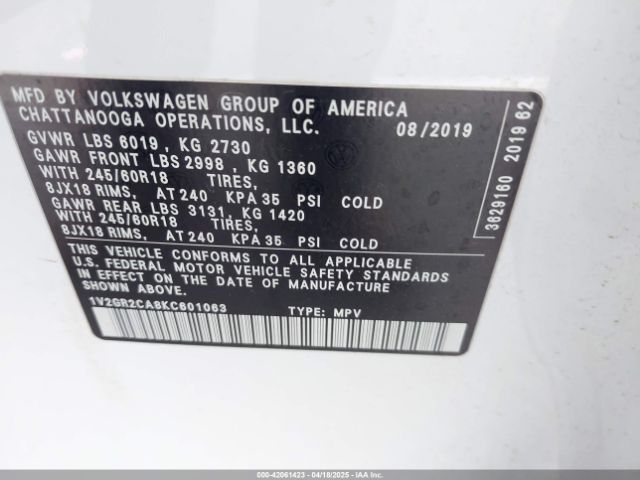 MFD BY VOLKSWAGEN GROUP OF AMERICA
CHATTANOOGA OPERATIONS, LLC.
08/2019
GVWR LBS 6019 , KG 2730
GAWR FRONT LBS 2998 , KG 1360
WITH 245/60R18 TIRES,
8JX18 RIMS, AT 240 KPA 35 PSI COLD
GAWR REAR LBS 3131, KG 1420
WITH 245/60R18 TIRES,
8JX18 RIMS, AT 240 KPA 35 PSI COLD
THIS VEHICLE CONFORMS TO ALL APPLICABLE
U.S. FEDERAL MOTOR VEHICLE SAFETY STANDARDS
IN EFFECT ON THE DATE OF MANUFACTURE
SHOWN ABOVE.
1V2GR2CA8KC601063 TYPE: MPV
3629160 2019 62
000-42061423 - 04/18/2025 - IAA